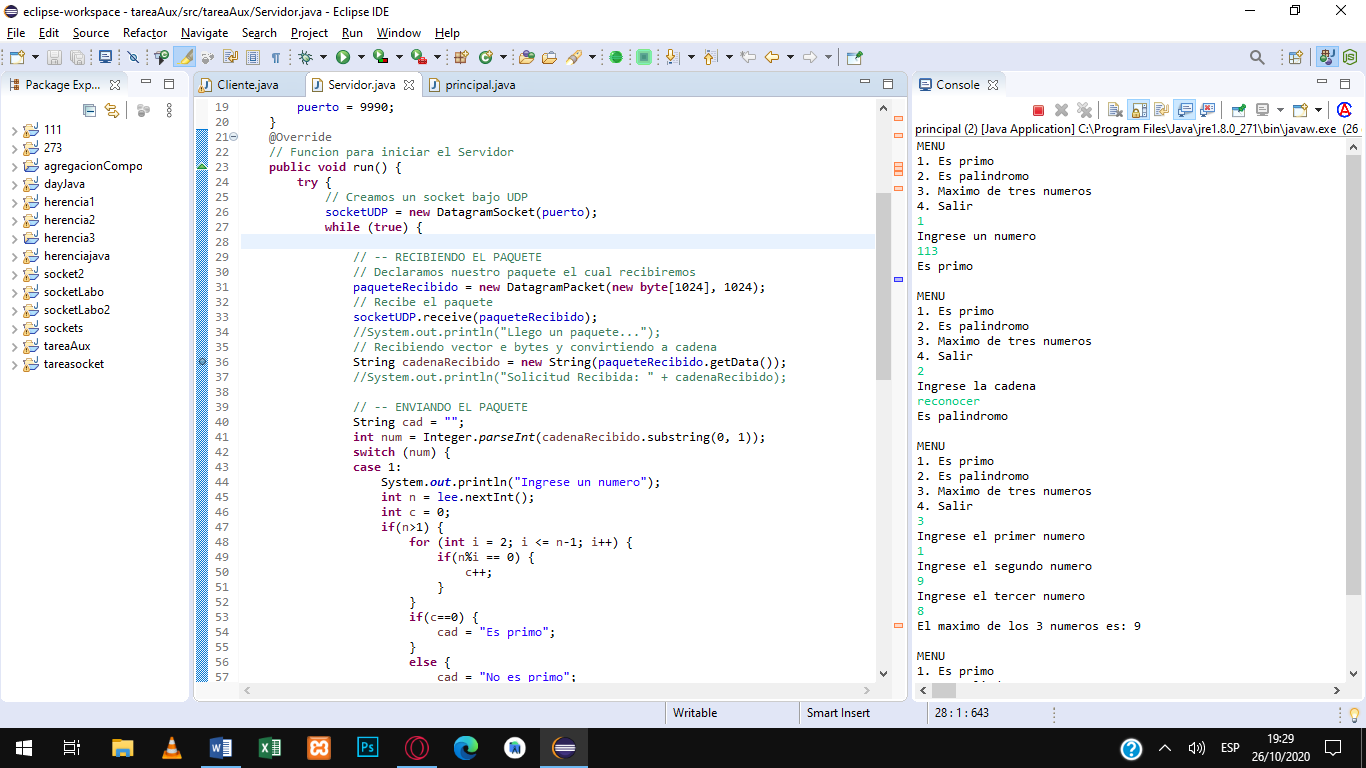 eclipse-workspace - tareaAux/src/tareaAux/Servidor.java - Eclipse IDE
File Edit Source Refactor Navigate Search Project Run Window Help
Package Exp...
111
273
agregacionCompo
dayJava
herencia1
herencia2
herencia3
herenciajava
socket2
socketLabo
socketLabo2
sockets
tareaAux
tareasocket
Cliente.java Servidor.java principal.java
19 puerto = 9990;
20 }
21 @Override
22 // Funcion para iniciar el Servidor
23 public void run() {
24 try {
25 // Creamos un socket bajo UDP
26 socketUDP = new DatagramSocket(puerto);
27 while (true) {
28
29 // -- RECIBIENDO EL PAQUETE
30 // Declaramos nuestro paquete el cual recibiremos
31 paqueteRecibido = new DatagramPacket(new byte[1024], 1024);
32 // Recibe el paquete
33 socketUDP.receive(paqueteRecibido);
34 //System.out.println("Llego un paquete...");
35 // Recibiendo vector e bytes y convirtiendo a cadena
36 String cadenaRecibido = new String(paqueteRecibido.getData());
37 //System.out.println("Solicitud Recibida: " + cadenaRecibido);
38
39 // -- ENVIANDO EL PAQUETE
40 String cad = "";
41 int num = Integer.parseInt(cadenaRecibido.substring(0, 1));
42 switch (num) {
43 case 1:
44 System.out.println("Ingrese un numero");
45 int n = lee.nextInt();
46 int c = 0;
47 if(n>1) {
48 for (int i = 2; i <= n-1; i++) {
49 if(n%i == 0) {
50 c++;
51 }
52 }
53 if(c==0) {
54 cad = "Es primo";
55 }
56 else {
57 cad = "No es primo";
Console
principal (2) [Java Application] C:\Program Files\Java\jre1.8.0_271\bin\javaw.exe (26
MENU
1. Es primo
2. Es palindromo
3. Maximo de tres numeros
4. Salir
1
Ingrese un numero
113
Es primo
MENU
1. Es primo
2. Es palindromo
3. Maximo de tres numeros
4. Salir
2
Ingrese la cadena
reconocer
Es palindromo
MENU
1. Es primo
2. Es palindromo
3. Maximo de tres numeros
4. Salir
3
Ingrese el primer numero
1
Ingrese el segundo numero
9
Ingrese el tercer numero
8
El maximo de los 3 numeros es: 9
MENU
1. Es primo
Writable Smart Insert 28 : 1 : 643
ESP
19:29
26/10/2020